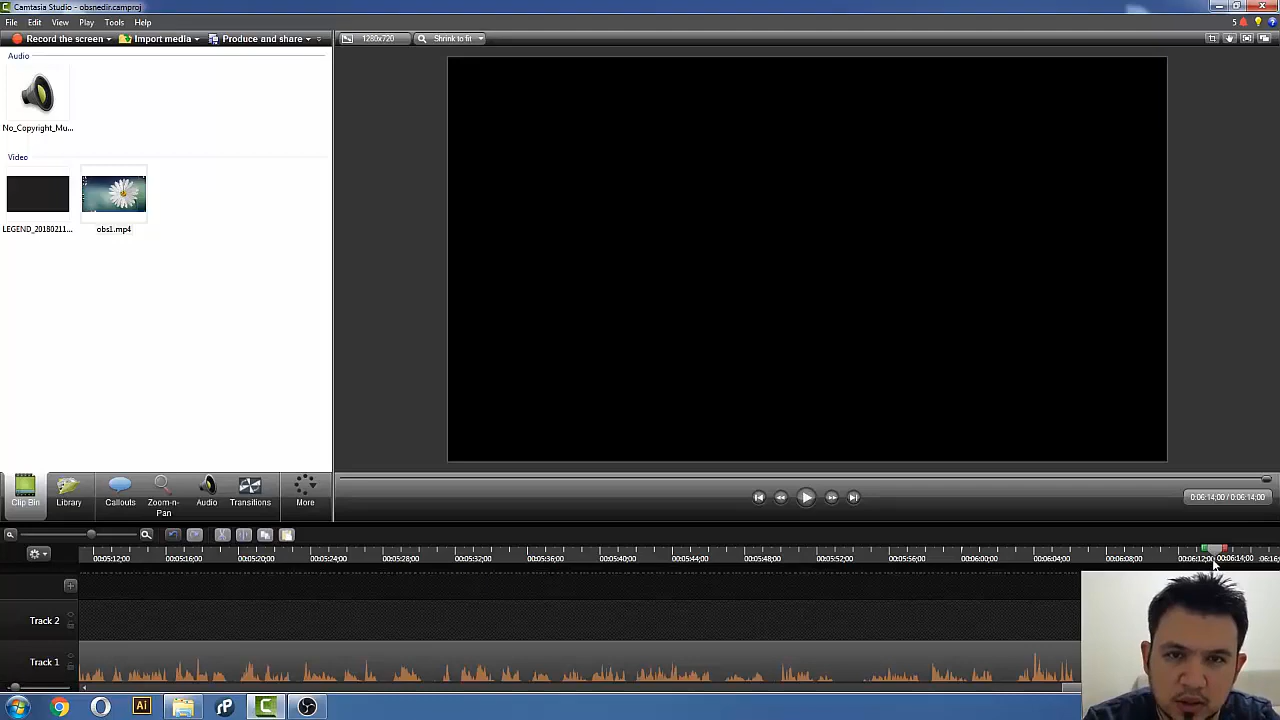 Camtasia Studio - obsnedir.camproj
File Edit View Play Tools Help
5
Record the screen Import media Produce and share
1280x720 Shrink to fit
Audio
No_Copyright_Mu...
Video
LEGEND_20180211... obs1.mp4
Clip Bin Library Callouts Zoom-n-Pan Audio Transitions More
0:06:14;00 / 0:06:14;00
00:05:12;00 00:05:16;00 00:05:20;00 00:05:24;00 00:05:28;00 00:05:32;00 00:05:36;00 00:05:40;00 00:05:44;00 00:05:48;00 00:05:52;00 00:05:56;00 00:06:00;00 00:06:04;00 00:06:08;00 00:06:12;00 00:06:14;00
Track 2
Track 1
Ai